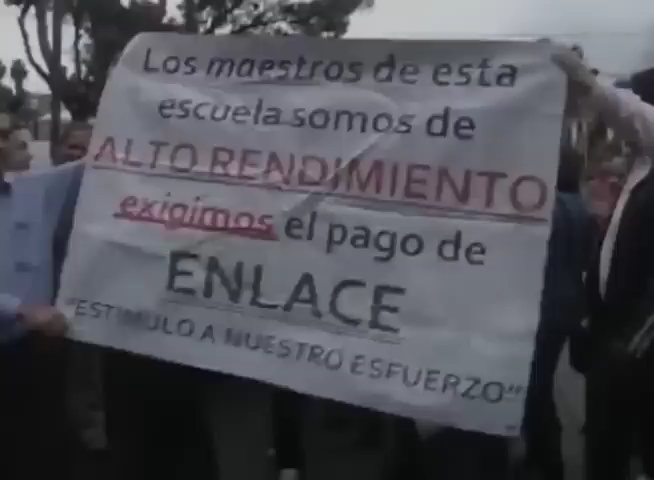 Los maestros de esta
escuela somos de
ALTO RENDIMIENTO
exigimos el pago de
ENLACE
"ESTIMULO A NUESTRO ESFUERZO"